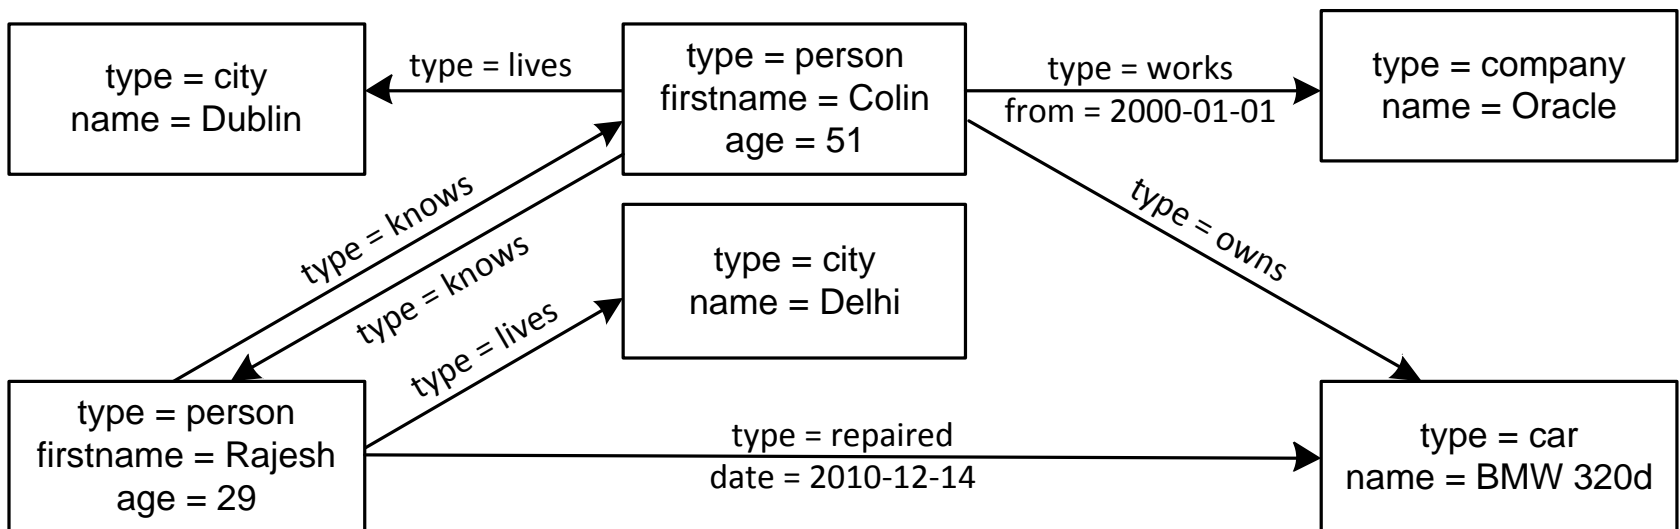 type = city
name = Dublin
type = lives
type = person
firstname = Colin
age = 51
type = works
from = 2000-01-01
type = company
name = Oracle
type = knows
type = knows
type = lives
type = city
name = Delhi
type = owns
type = person
firstname = Rajesh
age = 29
type = repaired
date = 2010-12-14
type = car
name = BMW 320d